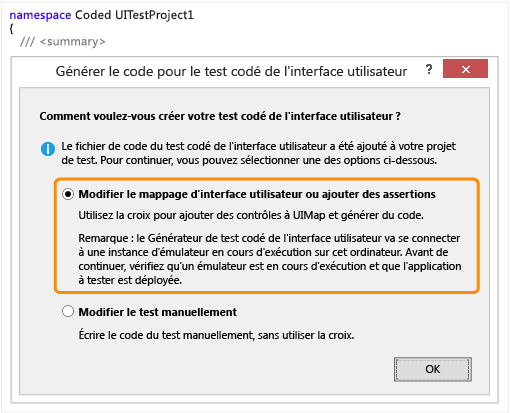 namespace Coded UITestProject1
{
/// <summary>
Générer le code pour le test codé de l'interface utilisateur
?
x
Comment voulez-vous créer votre test codé de l'interface utilisateur ?
Le fichier de code du test codé de l'interface utilisateur a été ajouté à votre projet
de test. Pour continuer, vous pouvez sélectionner une des options ci-dessous.
Modifier le mappage d'interface utilisateur ou ajouter des assertions
Utilisez la croix pour ajouter des contrôles à UIMap et générer du code.
Remarque : le Générateur de test codé de l'interface utilisateur va se connecter
à une instance d'émulateur en cours d'exécution sur cet ordinateur. Avant de
continuer, vérifiez qu'un émulateur est en cours d'exécution et que l'application
à tester est déployée.
Modifier le test manuellement
Écrire le code du test manuellement, sans utiliser la croix.
OK